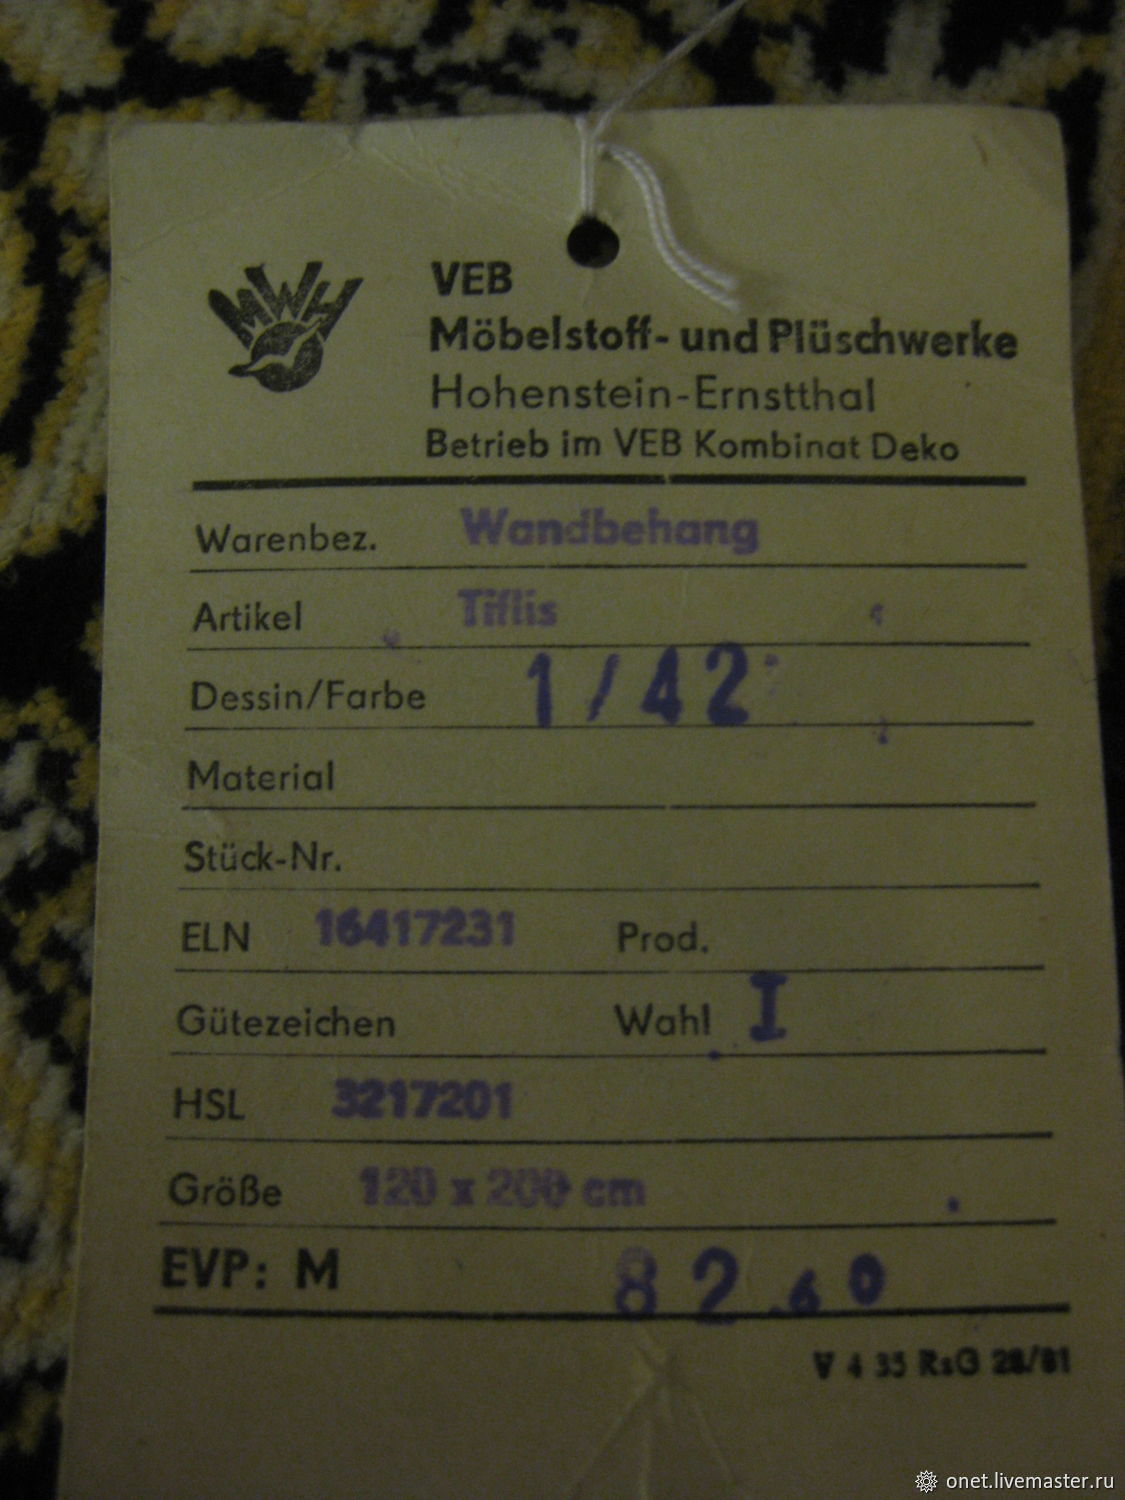 MWH
VEB
Möbelstoff- und Plüschwerke
Hohenstein-Ernstthal
Betrieb im VEB Kombinat Deko
Warenbez. Wandbehang
Artikel Tiflis
Dessin/Farbe 1/42
Material
Stück-Nr.
ELN 16417231 Prod.
Gütezeichen Wahl I
HSL 3217201
Größe 120 x 200 cm
EVP: M 82.60
V 4 35 RsG 28/81
onet.livemaster.ru